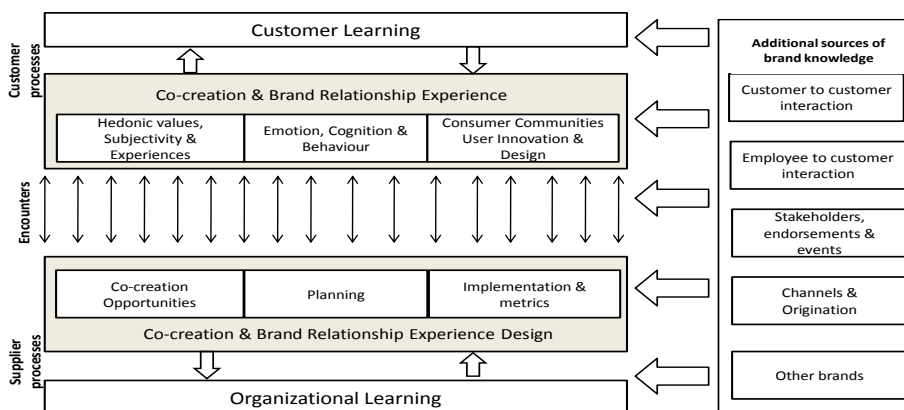 Customer Learning
Customer
processes
Co-creation & Brand Relationship Experience
Hedonic values,
Subjectivity &
Experiences
Emotion, Cognition &
Behaviour
Consumer Communities
User Innovation &
Design
Encounters
Co-creation
Opportunities
Planning
Implementation &
metrics
Co-creation & Brand Relationship Experience Design
Supplier
processes
Organizational Learning
Additional sources of
brand knowledge
Customer to customer
interaction
Employee to customer
interaction
Stakeholders,
endorsements &
events
Channels &
Origination
Other brands